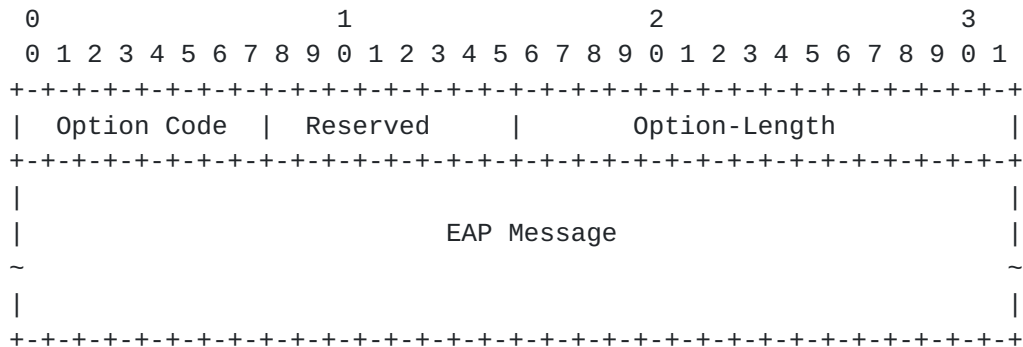 0                   1                   2                   3
 0 1 2 3 4 5 6 7 8 9 0 1 2 3 4 5 6 7 8 9 0 1 2 3 4 5 6 7 8 9 0 1
+-+-+-+-+-+-+-+-+-+-+-+-+-+-+-+-+-+-+-+-+-+-+-+-+-+-+-+-+-+-+-+-+
|  Option Code  |  Reserved     |       Option-Length           |
+-+-+-+-+-+-+-+-+-+-+-+-+-+-+-+-+-+-+-+-+-+-+-+-+-+-+-+-+-+-+-+-+
|                                                               |
|                           EAP Message                         |
~                                                               ~
|                                                               |
+-+-+-+-+-+-+-+-+-+-+-+-+-+-+-+-+-+-+-+-+-+-+-+-+-+-+-+-+-+-+-+-+